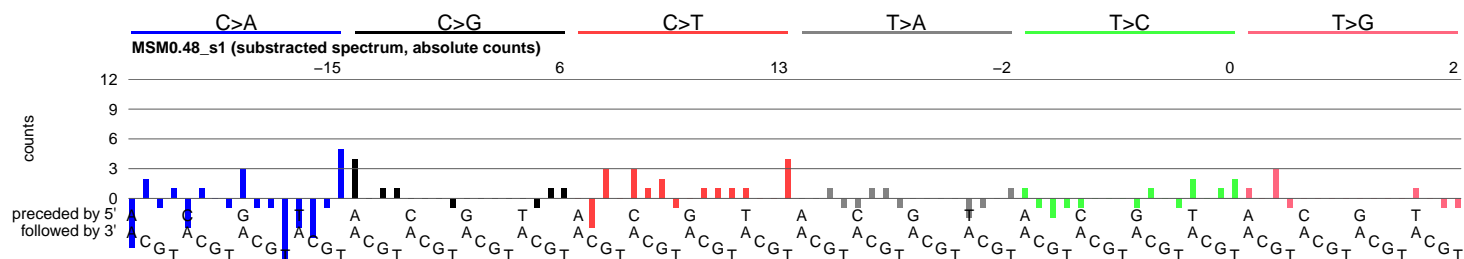 C>A C>G C>T T>A T>C T>G
MSM0.48_s1 (substracted spectrum, absolute counts)
−15 6 13 −2 0 2
12
9
6
3
0
counts
preceded by 5' A C G T A C G T A C G T A C G T A C G T A C G T
followed by 3' A C G T A C G T A C G T A C G T A C G T A C G T A C G T A C G T A C G T A C G T A C G T A C G T A C G T A C G T A C G T A C G T A C G T A C G T A C G T A C G T A C G T A C G T A C G T A C G T